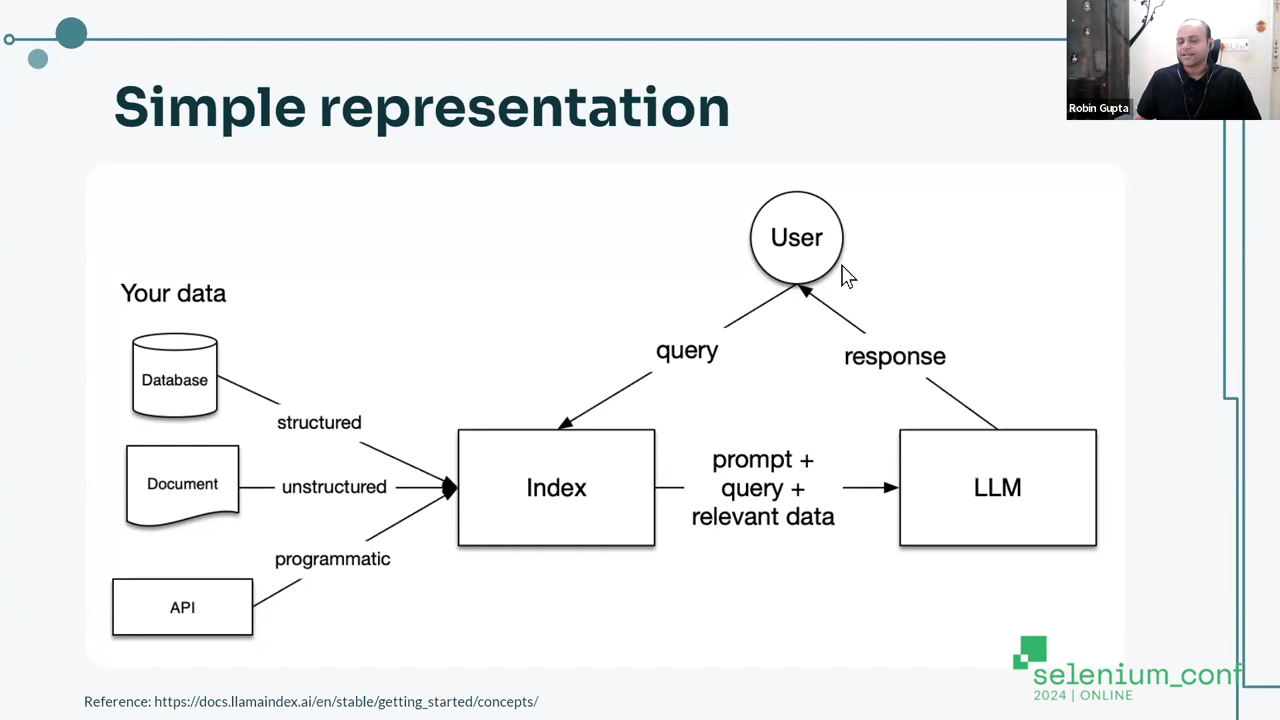 Simple representation
Robin Gupta
User
Your data
query
response
Database
structured
Document
unstructured
Index
prompt +
query +
relevant data
LLM
programmatic
API
selenium_conf
2024 | ONLINE
Reference: https://docs.llamaindex.ai/en/stable/getting_started/concepts/